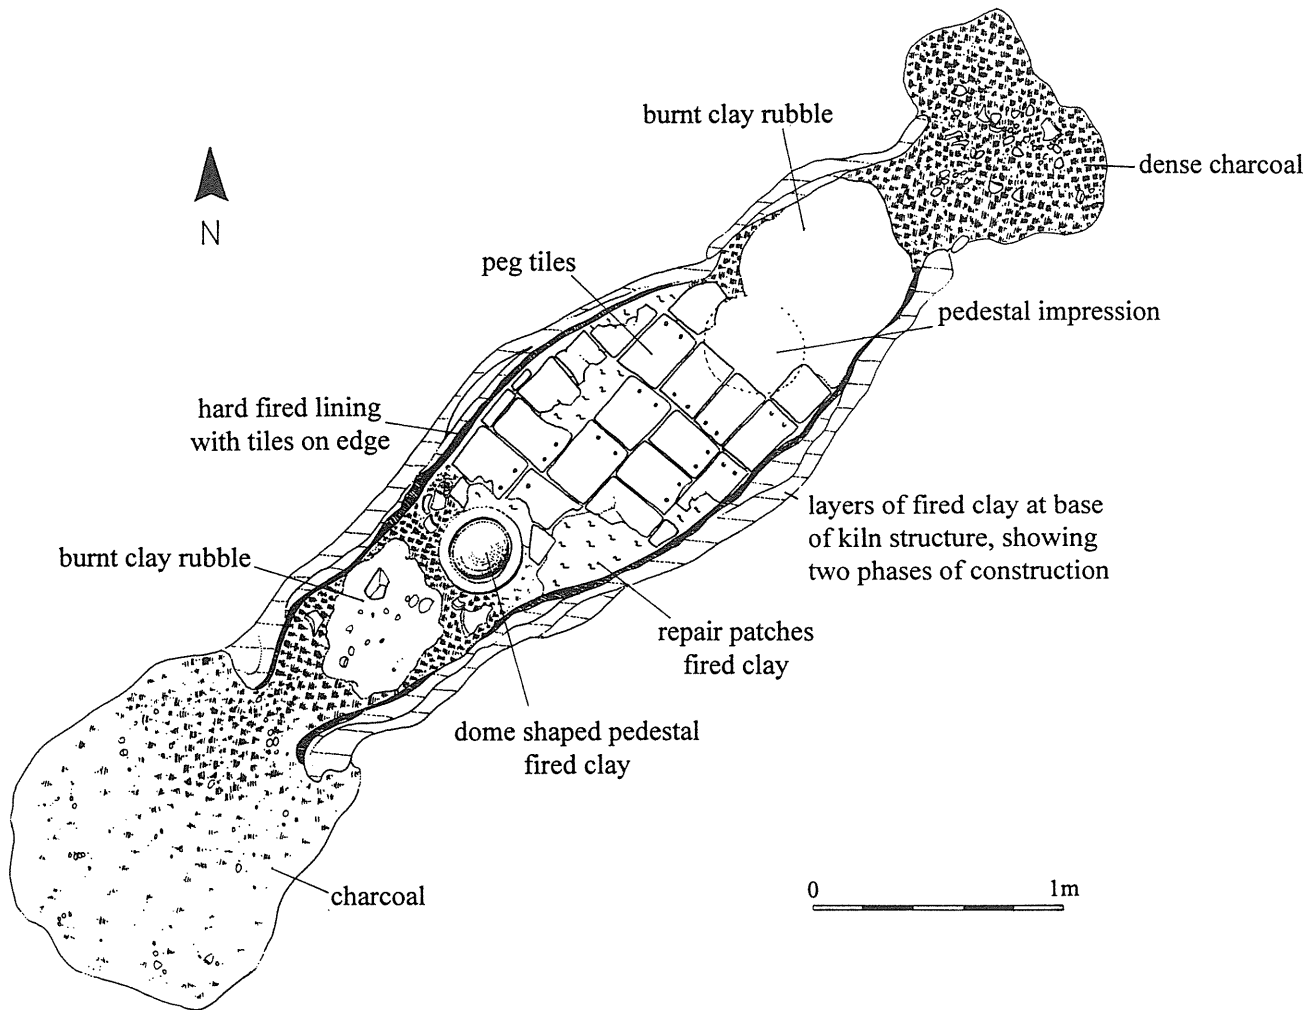 burnt clay rubble
dense charcoal
N
peg tiles
pedestal impression
hard fired lining
with tiles on edge
layers of fired clay at base
of kiln structure, showing
two phases of construction
burnt clay rubble
repair patches
fired clay
dome shaped pedestal
fired clay
charcoal
0 1m